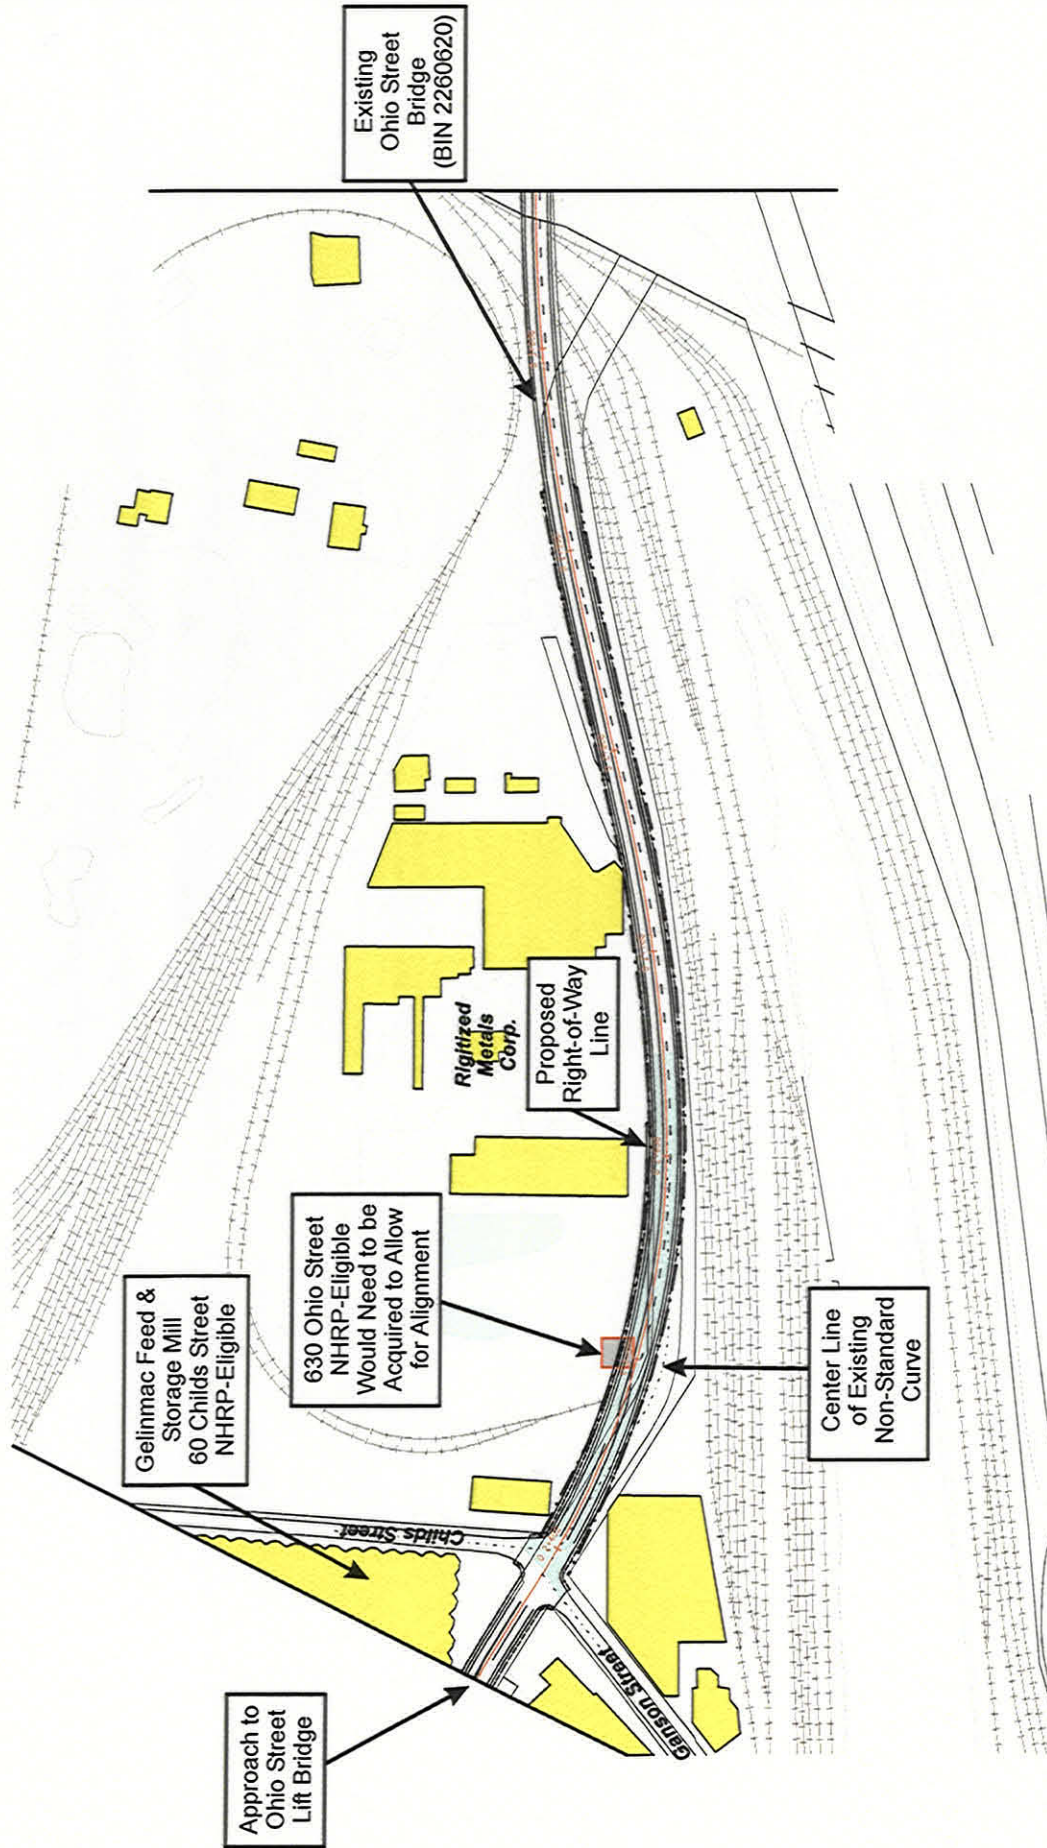 Approach to
Ohio Street
Lift Bridge
Gelinmac Feed &
Storage Mill
60 Childs Street
NHRP-Eligible
630 Ohio Street
NHRP-Eligible
Would Need to be
Acquired to Allow
for Alignment
Rigitized
Metals
Corp.
Proposed
Right-of-Way
Line
Existing
Ohio Street
Bridge
(BIN 2260620)
Childs Street
Ganson Street
Center Line
of Existing
Non-Standard
Curve